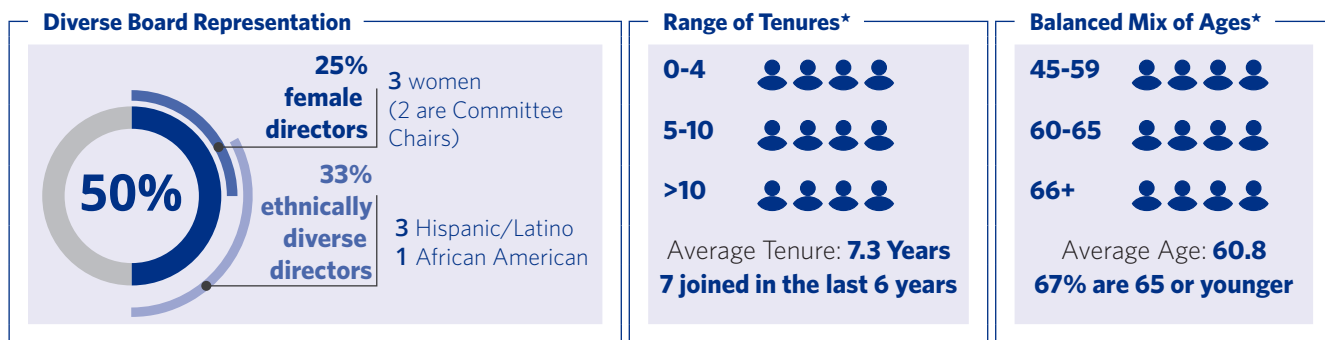 Diverse Board Representation
50%
25%
female
directors
3 women
(2 are Committee
Chairs)
33%
ethnically
diverse
directors
3 Hispanic/Latino
1 African American
Range of Tenures★
0-4
5-10
>10
Average Tenure: 7.3 Years
7 joined in the last 6 years
Balanced Mix of Ages★
45-59
60-65
66+
Average Age: 60.8
67% are 65 or younger